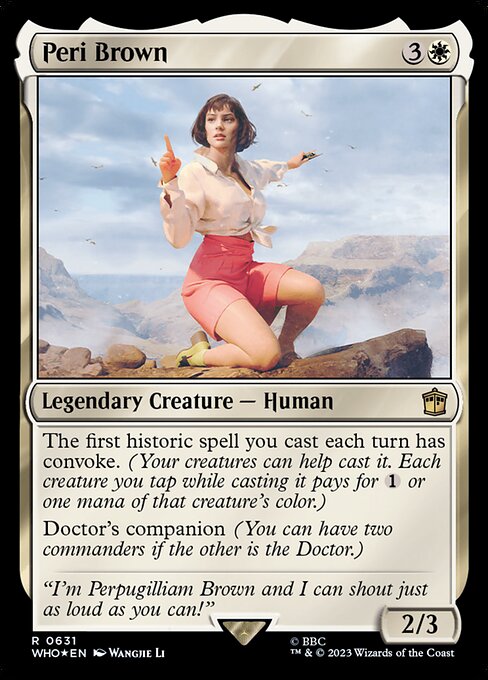 Peri Brown 3
Legendary Creature — Human
The first historic spell you cast each turn has
convoke. (Your creatures can help cast it. Each
creature you tap while casting it pays for 1 or
one mana of that creature's color.)
Doctor's companion (You can have two
commanders if the other is the Doctor.)
"I'm Perpugilliam Brown and I can shout just
as loud as you can!"
2/3
R 0631
WHO★EN Wangjie Li
© BBC
™ & © 2023 Wizards of the Coast